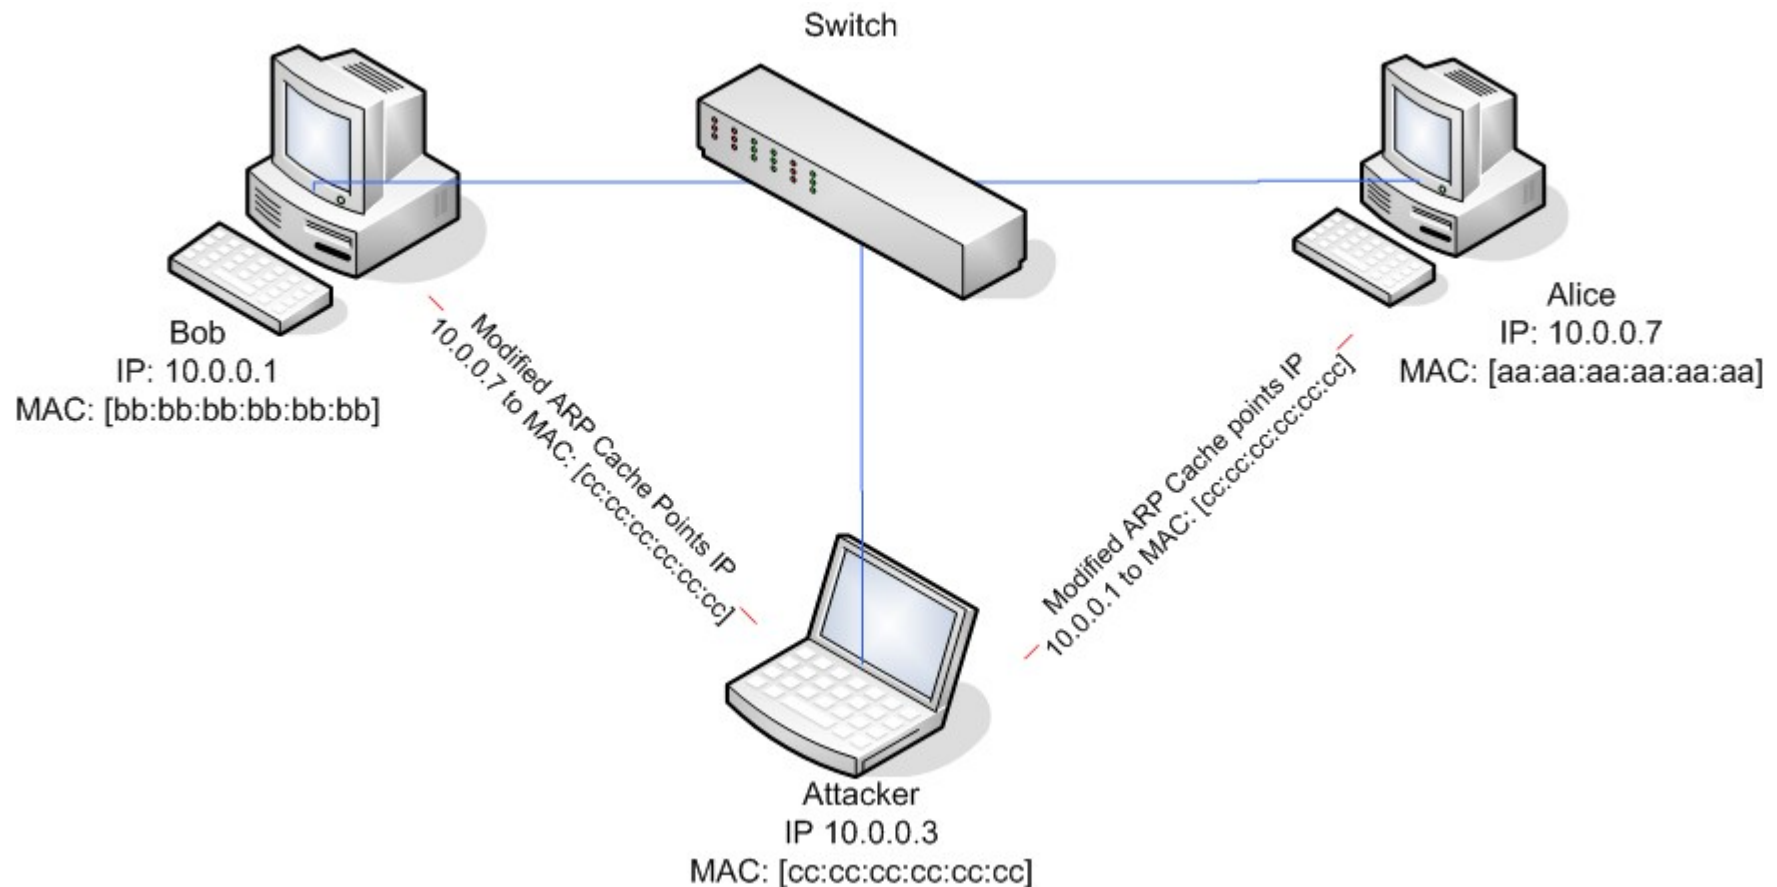 Switch
Bob
IP: 10.0.0.1
MAC: [bb:bb:bb:bb:bb:bb]
Alice
IP: 10.0.0.7
MAC: [aa:aa:aa:aa:aa:aa]
Modified ARP Cache Points IP
10.0.0.7 to MAC: [cc:cc:cc:cc:cc:cc]
Modified ARP Cache points IP
10.0.0.1 to MAC: [cc:cc:cc:cc:cc:cc]
Attacker
IP 10.0.0.3
MAC: [cc:cc:cc:cc:cc:cc]